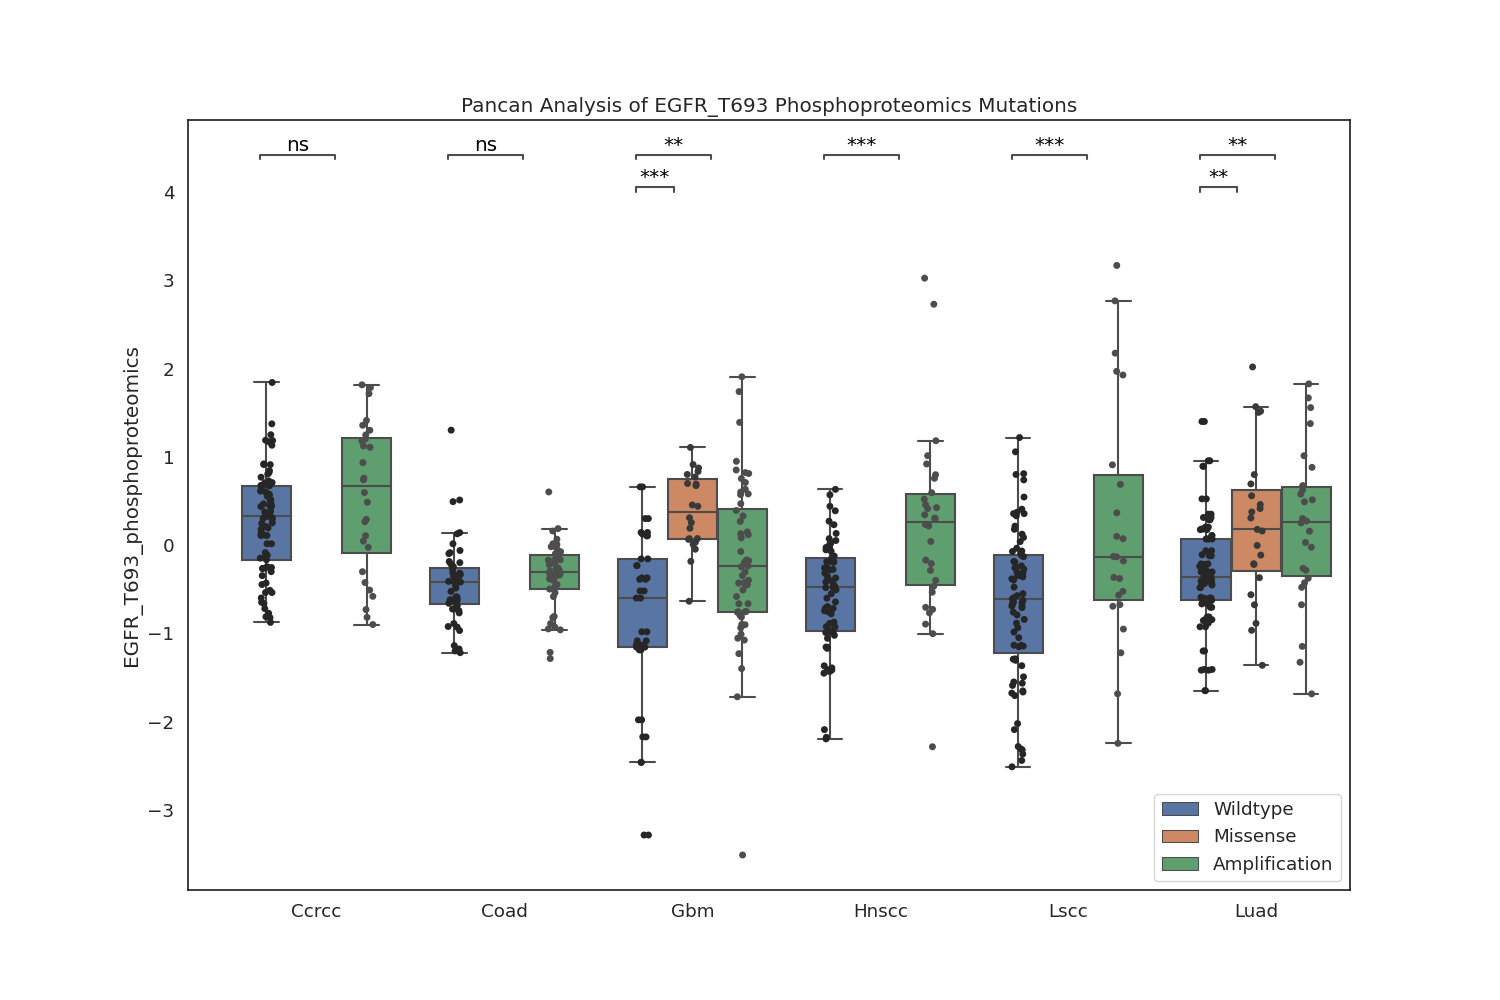 Pancan Analysis of EGFR_T693 Phosphoproteomics Mutations
ns ns ** *** *** **
*** **
EGFR_T693_phosphoproteomics
4
3
2
1
0
−1
−2
−3
Wildtype
Missense
Amplification
Ccrcc Coad Gbm Hnscc Lscc Luad